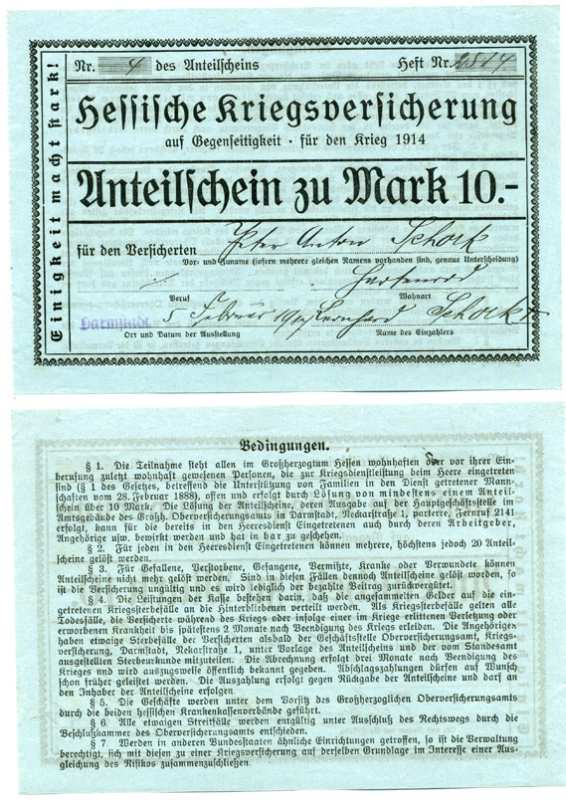 Einigkeit macht stark!
Nr. 4 des Anteilscheins Heft Nr. 2814
Hessische Kriegsversicherung
auf Gegenseitigkeit · für den Krieg 1914
Anteilschein zu Mark 10.-
für den Versicherten Peter Anton Schork
Vor- und Zuname (sofern mehrere gleichen Namens vorhanden sind, genaue Unterscheidung)
Beruf Wohnort
Darmstadt 5 Februar Leonhard Schork
Ort und Datum der Ausstellung Name des Einzahlers
Bedingungen.
§ 1. Die Teilnahme steht allen im Großherzogtum Hessen wohnhaften oder vor ihrer Ein-
berufung zuletzt wohnhaft gewesenen Personen, die zur Kriegsdienstleistung beim Heere eingetreten
sind (§ 1 des Gesetzes, betreffend die Unterstützung von Familien in den Dienst getretener Mann-
schaften vom 28. Februar 1888), offen und erfolgt durch Lösung von mindestens einem Anteil-
schein über 10 Mark. Die Lösung der Anteilscheine, deren Ausgabe auf der Hauptgeschäftsstelle im
Amtsgebäude des Großh. Oberversicherungsamts in Darmstadt, Neckarstraße 1, parterre, Fernruf 2141
erfolgt, kann für die bereits in den Heeresdienst Eingetretenen auch durch deren Arbeitgeber,
Angehörige usw. bewirkt werden und hat in bar zu geschehen.
§ 2. Für jeden in den Heeresdienst Eingetretenen können mehrere, höchstens jedoch 20 Anteil-
scheine gelöst werden.
§ 3. Für Gefallene, Verstorbene, Gefangene, Vermißte, Kranke oder Verwundete können
Anteilscheine nicht mehr gelöst werden. Sind in diesen Fällen dennoch Anteilscheine gelöst worden, so
ist die Versicherung ungültig und es wird lediglich der bezahlte Beitrag zurückvergütet.
§ 4. Die Leistungen der Kasse bestehen darin, daß die angesammelten Gelder auf die ein-
getretenen Kriegssterbefälle an die Hinterbliebenen verteilt werden. Als Kriegssterbefälle gelten alle
Todesfälle, die Versicherte während des Kriegs oder infolge einer im Kriege erlittenen Verletzung oder
erworbenen Krankheit bis spätestens 2 Monate nach Beendigung des Kriegs erleiden. Die Angehörigen
haben etwaige Sterbefälle der Versicherten alsbald der Geschäftsstelle Oberversicherungsamt, Kriegs-
versicherung, Darmstadt, Nekarstraße 1, unter Vorlage des Anteilscheins und der vom Standesamt
ausgestellten Sterbeurkunde mitzuteilen. Die Abrechnung erfolgt drei Monate nach Beendigung des
Krieges und wird auszugsweise öffentlich bekannt gegeben. Abschlagszahlungen dürfen auf Wunsch
schon früher geleistet werden. Die Auszahlung erfolgt gegen Rückgabe der Anteilscheine und darf an
den Inhaber der Anteilscheine erfolgen
§ 5. Die Geschäfte werden unter dem Vorsitz des Großherzoglichen Oberversicherungsamts
durch die beiden hessischen Krankenkassenverbände geführt.
§ 6. Alle etwaigen Streitfälle werden entgültig unter Ausschluß des Rechtswegs durch die
Beschlußkammer des Oberversicherungsamts entschieden.
§ 7. Werden in anderen Bundesstaaten ähnliche Einrichtungen getroffen, so ist die Verwaltung
berechtigt, sich mit diesen zu einer Kriegsversicherung auf derselben Grundlage im Interesse einer Aus-
gleichung des Risikos zusammenzuschließen.